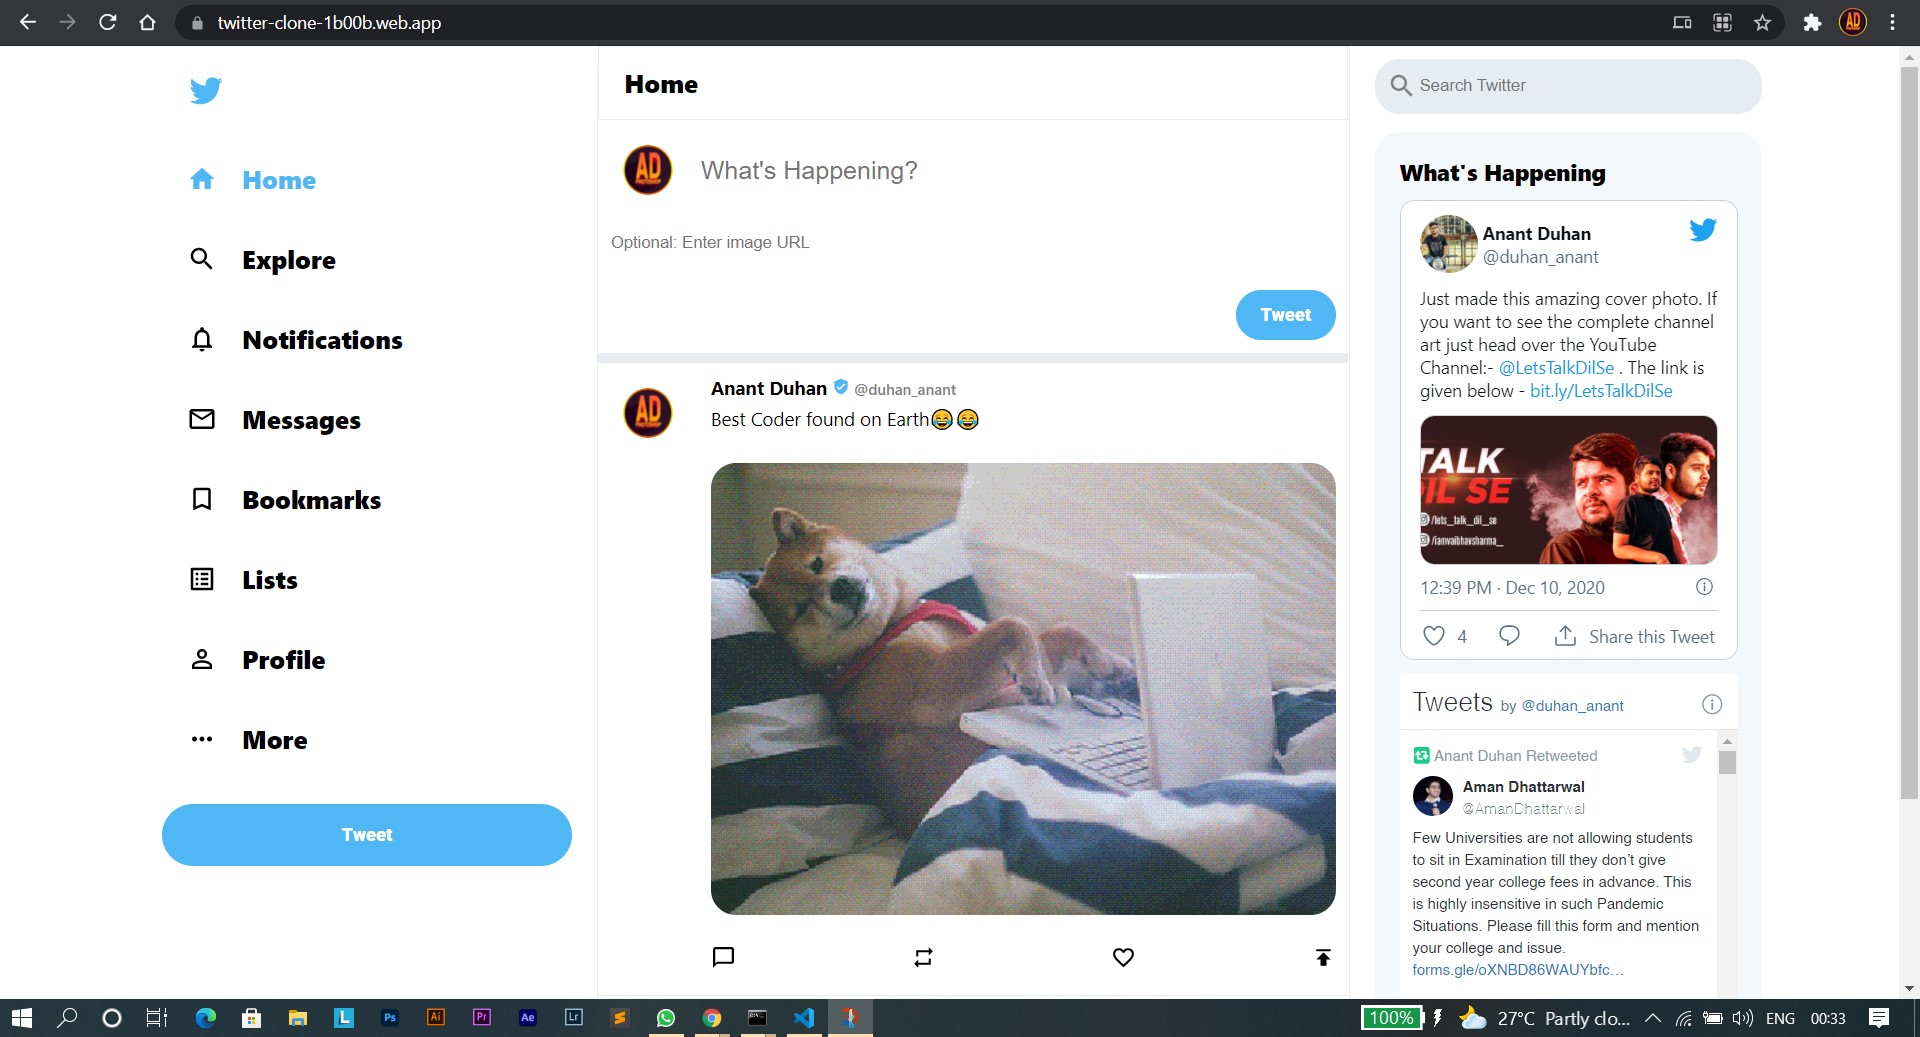 twitter-clone-1b00b.web.app
AD
Home
Explore
Notifications
Messages
Bookmarks
Lists
Profile
More
Tweet
Home
AD
PHOTOSHOP
What's Happening?
Optional: Enter image URL
Tweet
AD
PHOTOSHOP
Anant Duhan @duhan_anant
Best Coder found on Earth😂😂
Search Twitter
What's Happening
Anant Duhan
@duhan_anant
Just made this amazing cover photo. If
you want to see the complete channel
art just head over the YouTube
Channel:- @LetsTalkDilSe . The link is
given below - bit.ly/LetsTalkDilSe
TALK
DIL SE
/lets_talk_dil_se
/iamvaibhavsharma_
12:39 PM · Dec 10, 2020
4
Share this Tweet
Tweets by @duhan_anant
Anant Duhan Retweeted
Aman Dhattarwal
@AmanDhattarwal
Few Universities are not allowing students
to sit in Examination till they don’t give
second year college fees in advance. This
is highly insensitive in such Pandemic
Situations. Please fill this form and mention
your college and issue.
forms.gle/oXNBD86WAUYbfc…
L
Ps
Ai
Pr
Ae
Lr
100%
27°C Partly clo...
ENG
00:33